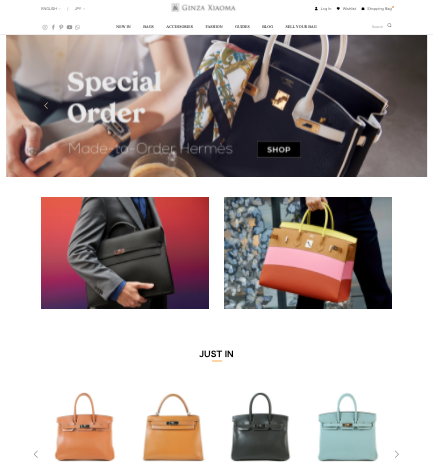 ENGLISH
JPY
GINZA XIAOMA
Log In
Wishlist
Shopping Bag
NEW IN
BAGS
ACCESSORIES
FASHION
GUIDES
BLOG
SELL YOUR BAG
Search
Special
Order
Made-to-Order Hermès
SHOP
JUST IN